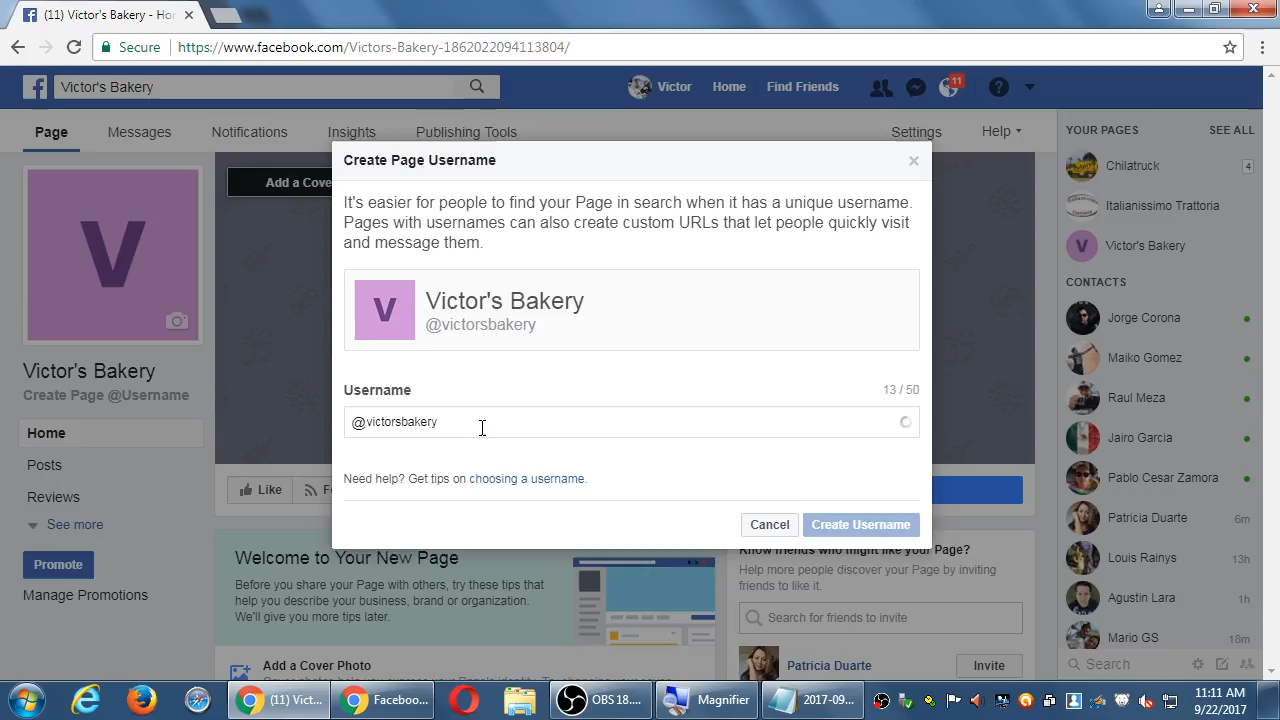 (11) Victor's Bakery - Ho
Secure
https://www.facebook.com/Victors-Bakery-1862022094113804/
Victor's Bakery
Victor
Home
Find Friends
11
Page
Messages
Notifications
Insights
Publishing Tools
Settings
Help
YOUR PAGES
SEE ALL
Chilatruck
4
Italianissimo Trattoria
V
Victor's Bakery
CONTACTS
Jorge Corona
Maiko Gomez
Raul Meza
Jairo Garcia
Pablo Cesar Zamora
Patricia Duarte
6m
Louis Rainys
13h
Agustin Lara
1h
Mario GS
18m
Search
V
Victor's Bakery
Create Page @Username
Home
Posts
Reviews
See more
Promote
Manage Promotions
Add a Cove
Create Page Username
It's easier for people to find your Page in search when it has a unique username.
Pages with usernames can also create custom URLs that let people quickly visit
and message them.
V
Victor's Bakery
@victorsbakery
Username
13 / 50
@victorsbakery
Need help? Get tips on choosing a username.
Cancel
Create Username
Like
F
Welcome to Your New Page
Before you share your Page with others, try these tips that
help you describe your business, brand or organization.
We'll give you more tips later.
Add a Cover Photo
Know friends who might like your Page?
Help more people discover your Page by inviting
friends to like it.
Search for friends to invite
Patricia Duarte
Invite
(11) Vict...
Faceboo...
OBS 18....
Magnifier
2017-09...
11:11 AM
9/22/2017